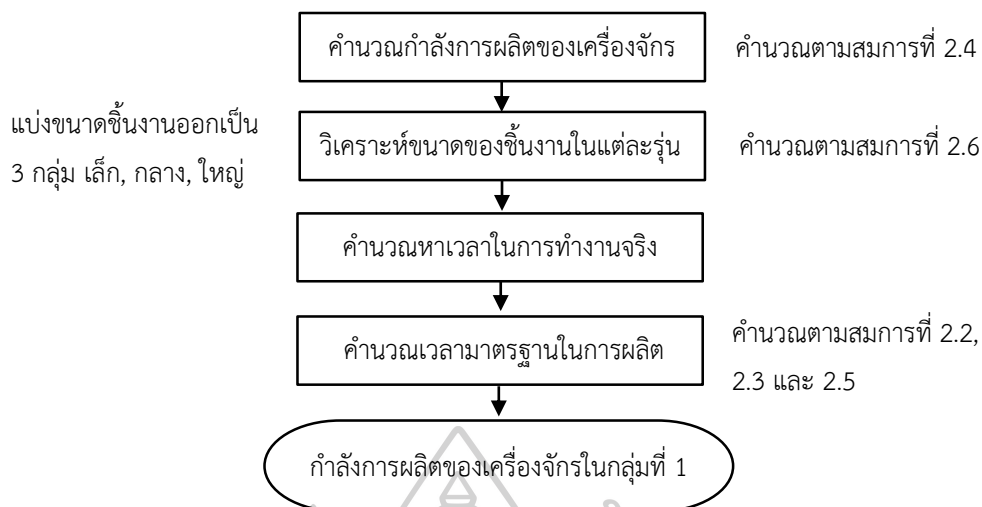 คำนวณกำลังการผลิตของเครื่องจักร
คำนวณตามสมการที่ 2.4
แบ่งขนาดชิ้นงานออกเป็น
3 กลุ่ม เล็ก, กลาง, ใหญ่
วิเคราะห์ขนาดของชิ้นงานในแต่ละรุ่น
คำนวณตามสมการที่ 2.6
คำนวณหาเวลาในการทำงานจริง
คำนวณเวลามาตรฐานในการผลิต
คำนวณตามสมการที่ 2.2,
2.3 และ 2.5
กำลังการผลิตของเครื่องจักรในกลุ่มที่ 1